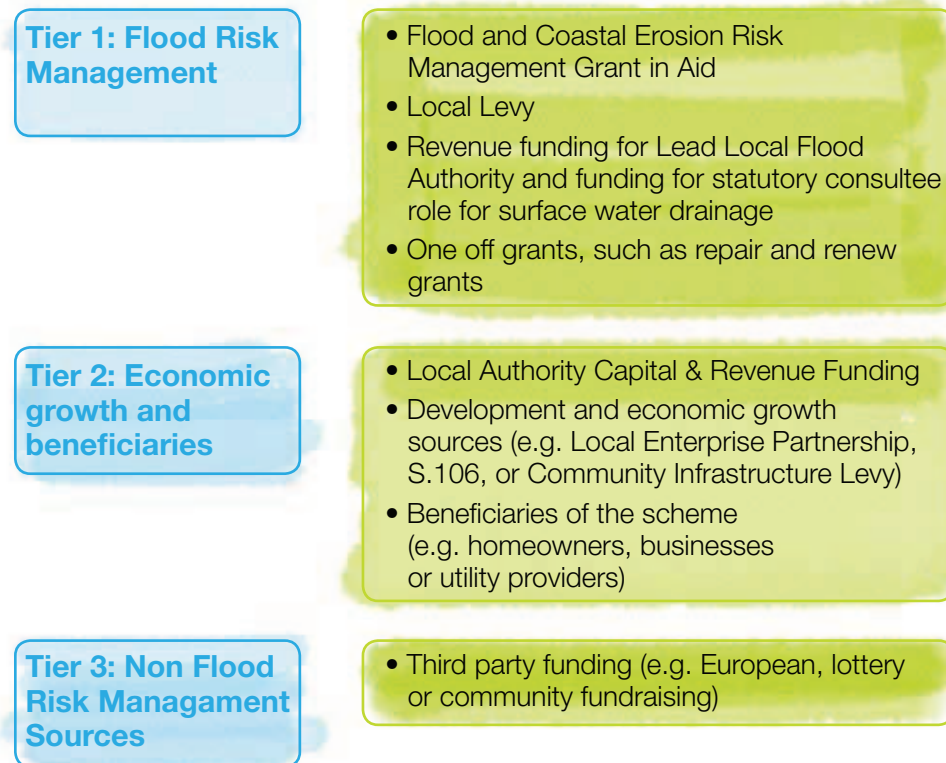 Tier 1: Flood Risk
Management
• Flood and Coastal Erosion Risk
Management Grant in Aid
• Local Levy
• Revenue funding for Lead Local Flood
Authority and funding for statutory consultee
role for surface water drainage
• One off grants, such as repair and renew
grants
Tier 2: Economic
growth and
beneficiaries
• Local Authority Capital & Revenue Funding
• Development and economic growth
sources (e.g. Local Enterprise Partnership,
S.106, or Community Infrastructure Levy)
• Beneficiaries of the scheme
(e.g. homeowners, businesses
or utility providers)
Tier 3: Non Flood
Risk Managament
Sources
• Third party funding (e.g. European, lottery
or community fundraising)